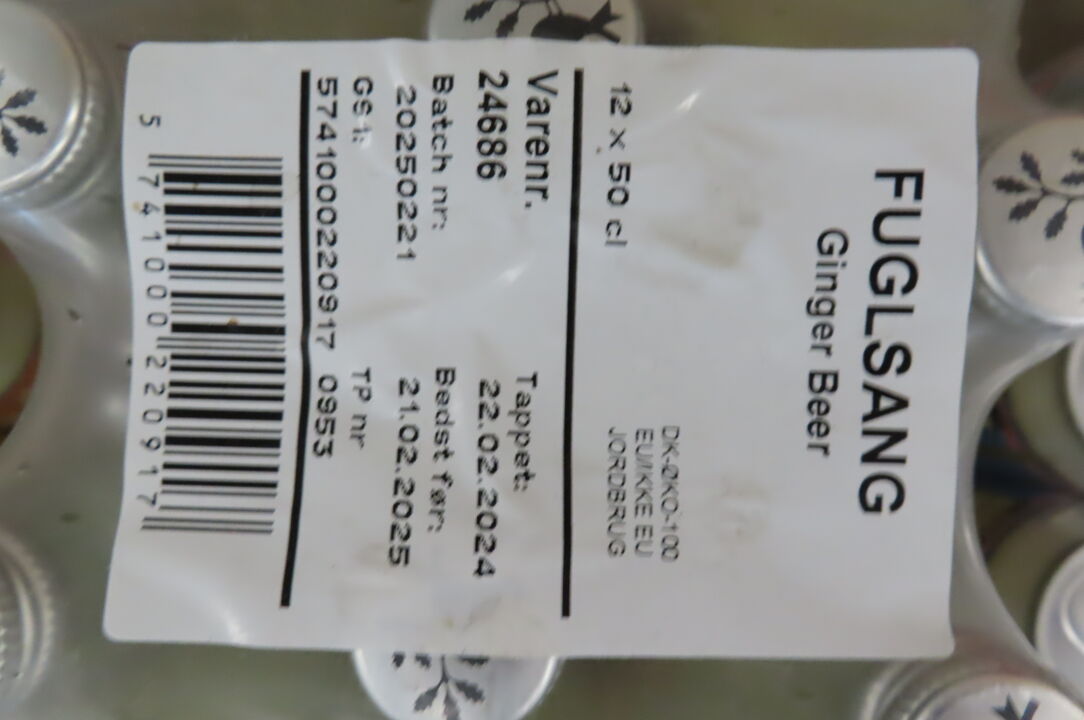 FUGLSANG
Ginger Beer
DK-ØKO-100
EU/IKKE EU
JORDBRUG
12 x 50 cl
Varenr.
24686
Tappet:
22.02.2024
Batch nr:
20250221
Bedst før:
21.02.2025
GS1:
5741000220917
TP nr
0953
5 741000 220917